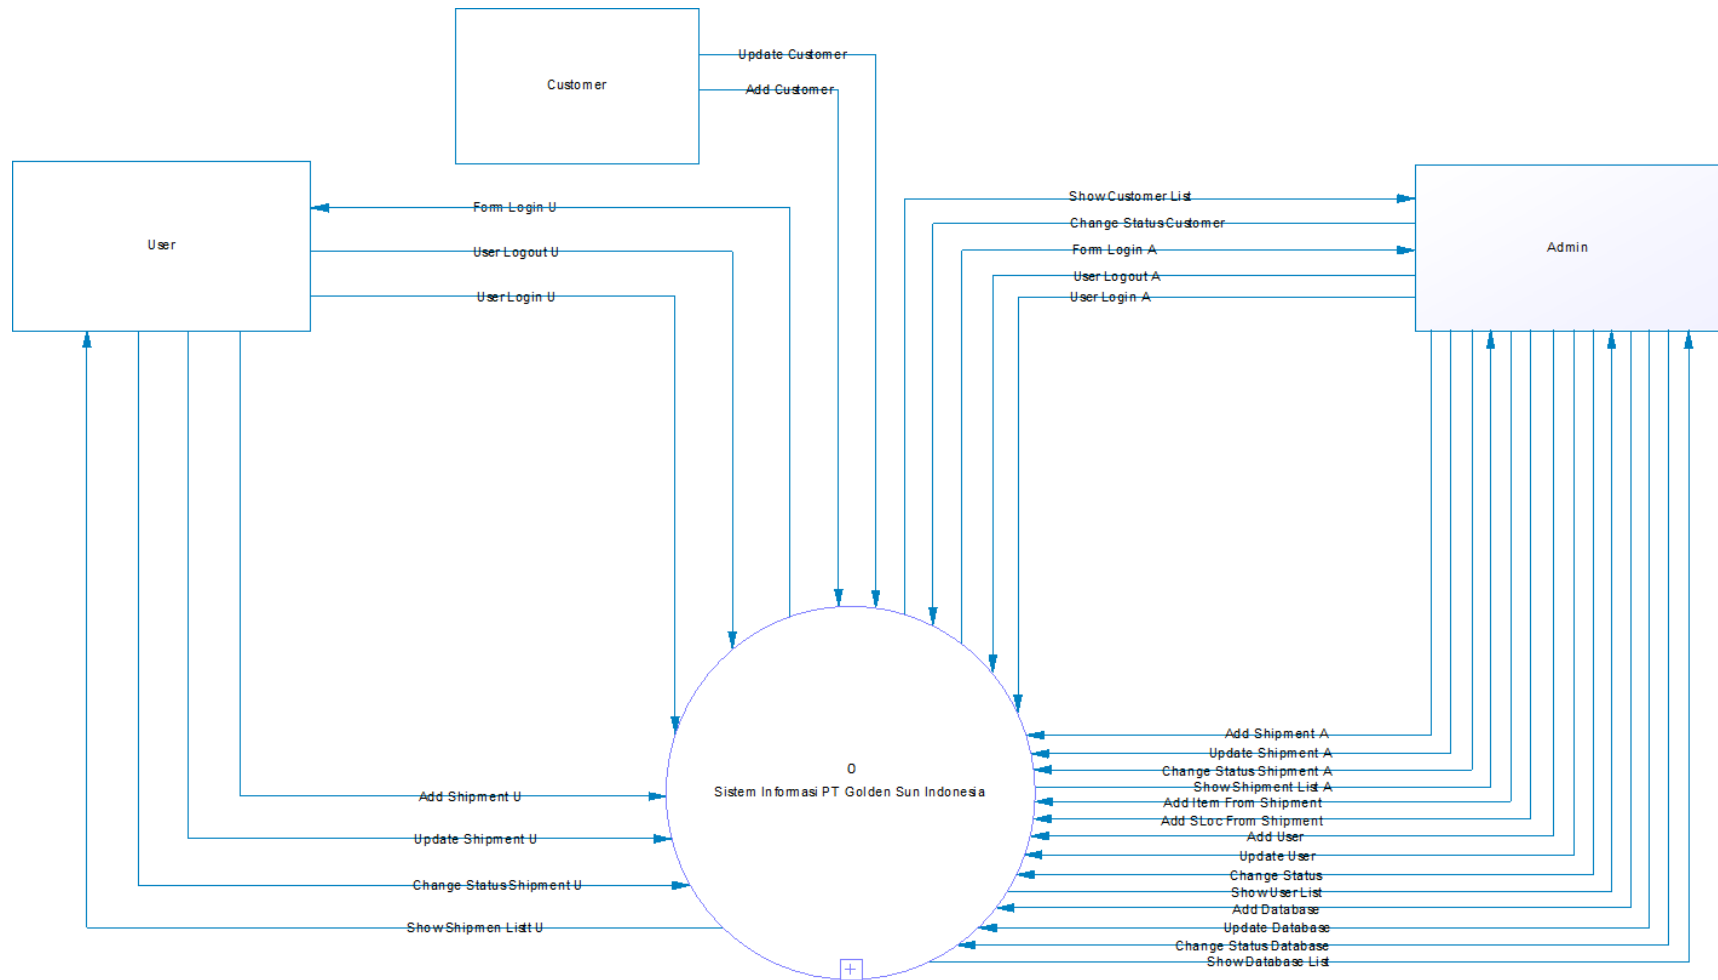 Update Customer
Customer
Add Customer
Show Customer List
Form Login U
Change Status Customer
User
Admin
User Logout U
Form Login A
User Logout A
User Login U
User Login A
Add Shipment A
Update Shipment A
0
Change Status Shipment A
Sistem Informasi PT Golden Sun Indonesia
Show Shipment List A
Add Shipment U
Add Item From Shipment
Add SLoc From Shipment
Update Shipment U
Add User
Update User
Change Status
Change Status Shipment U
Show User List
Add Database
Show Shipmen Listt U
Update Database
Change Status Database
Show Database List